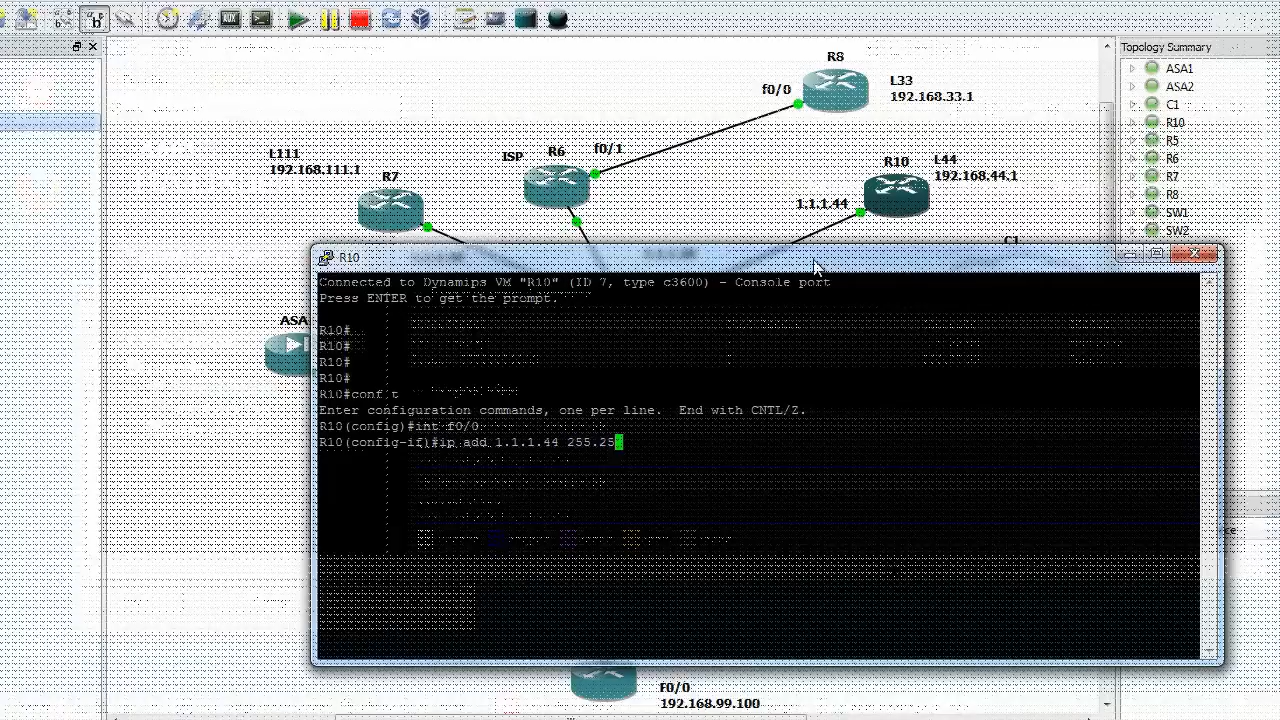 AUX
Topology Summary
ASA1
ASA2
C1
R10
R5
R6
R7
R8
SW1
SW2
R8
f0/0
L33
192.168.33.1
L111
192.168.111.1
ISP
R6
f0/1
R7
R10
L44
192.168.44.1
1.1.1.44
C1
ASA
R10
Connected to Dynamips VM "R10" (ID 7, type c3600) - Console port
Press ENTER to get the prompt.
R10#
R10#
R10#
R10#
R10#conf t
Enter configuration commands, one per line.  End with CNTL/Z.
R10(config)#int f0/0
R10(config-if)#ip add 1.1.1.44 255.25
F0/0
192.168.99.100